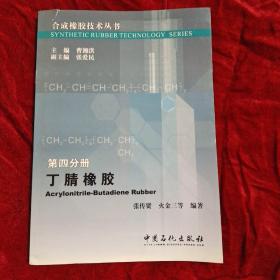 合成橡胶技术丛书
SYNTHETIC RUBBER TECHNOLOGY SERIES
主 编 曹湘洪
副主编 张爱民
第四分册
丁腈橡胶
Acrylonitrile-Butadiene Rubber
张传贤 火金三等 编著
中国石化出版社